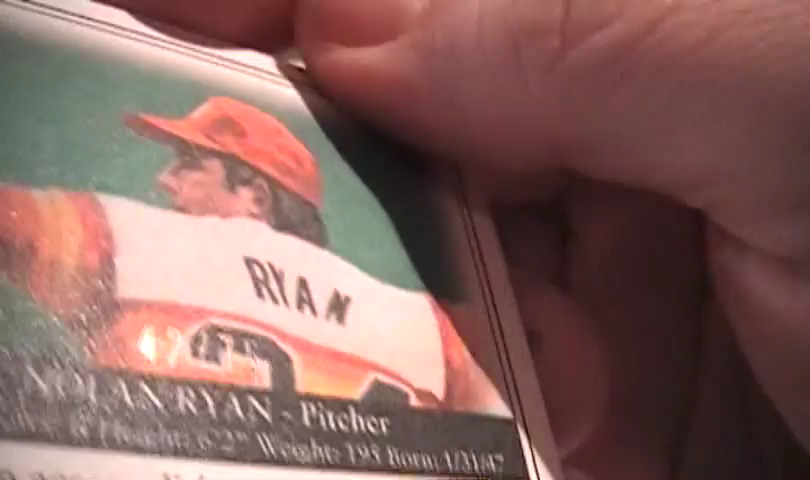 RYAN
NOLAN RYAN - Pitcher
Height: 6'2" Weight: 195 Born: 1/31/47